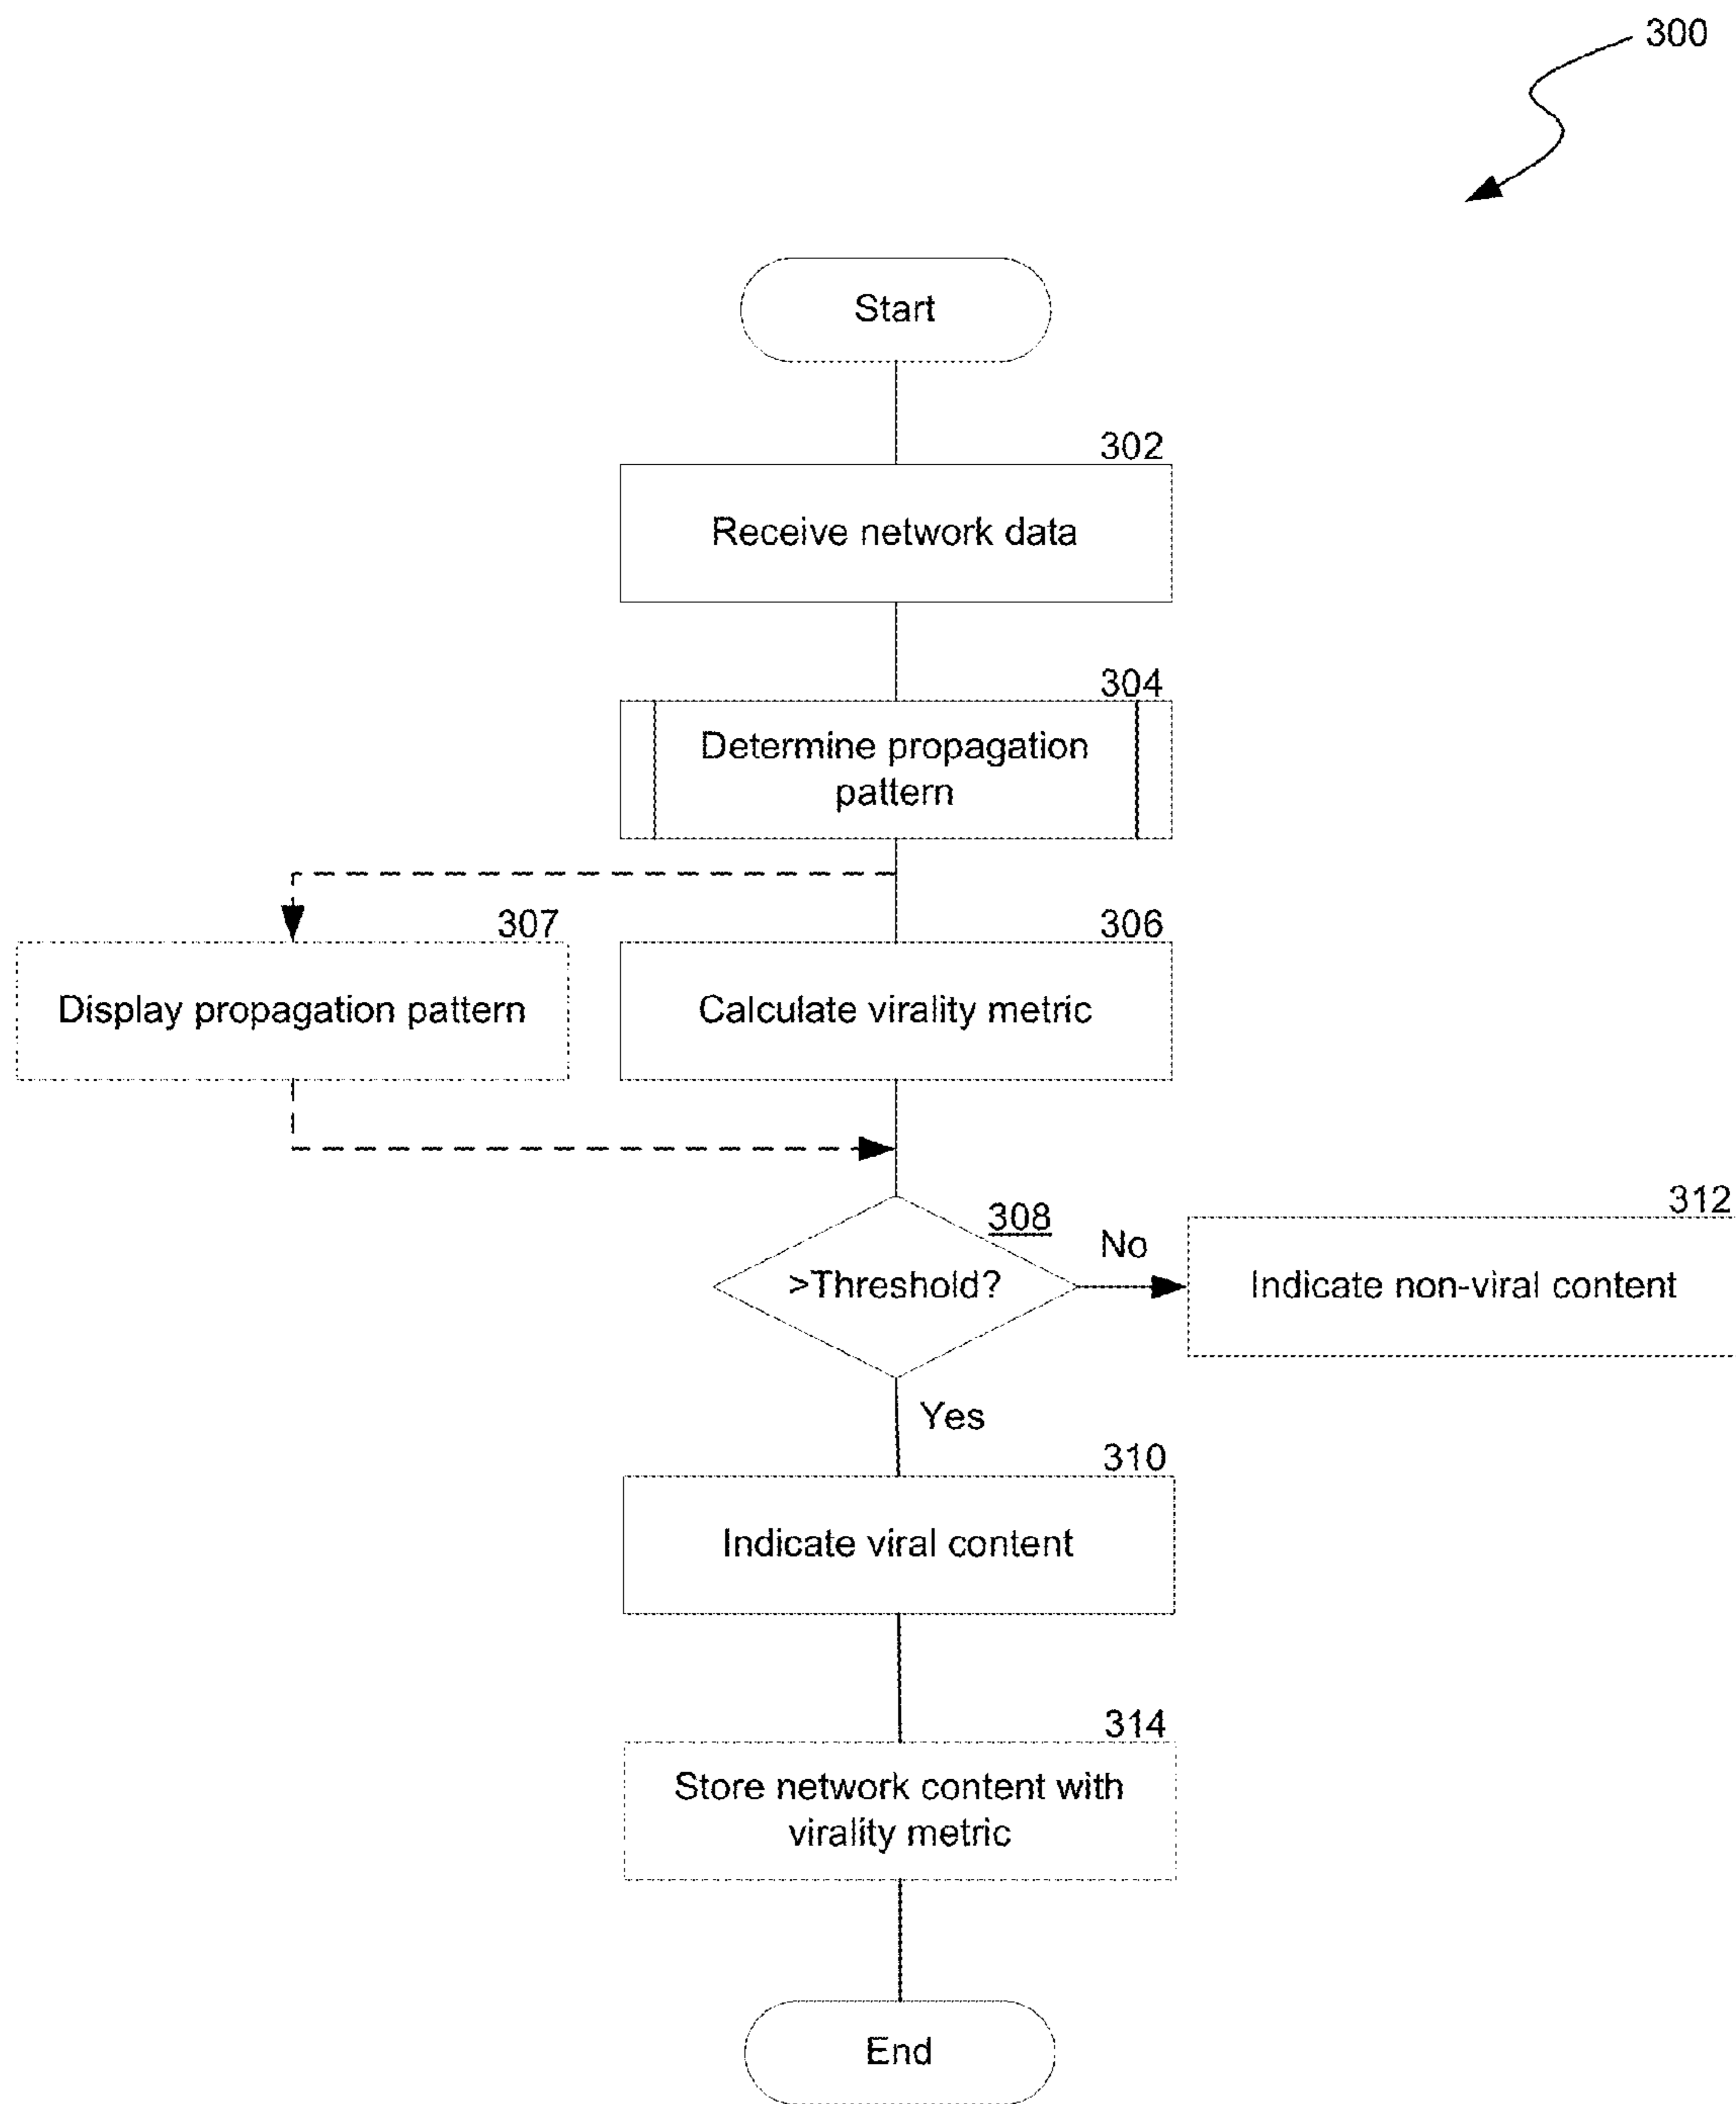 300
Start
302
Receive network data
304
Determine propagation
pattern
307
Display propagation pattern
306
Calculate virality metric
308
>Threshold?
No
312
Indicate non-viral content
Yes
310
Indicate viral content
314
Store network content with
virality metric
End